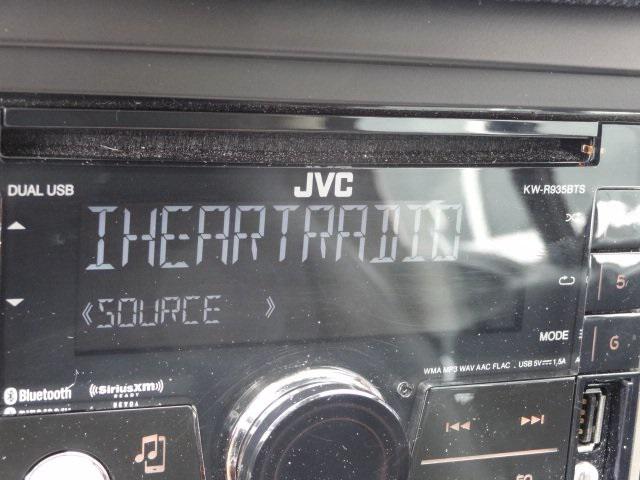 DUAL USB
JVC
KW-R935BTS
IHEARTRADIO
SOURCE
5
MODE
6
WMA MP3 WAV AAC FLAC . USB 5V 1.5A
Bluetooth
((SiriusXM))
READY